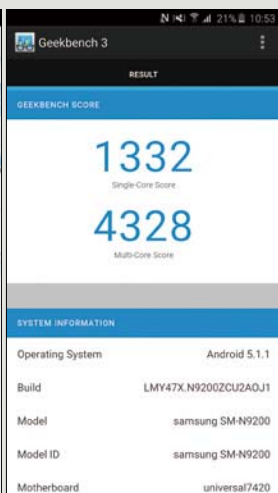 21% 10:53
Geekbench 3
RESULT
GEEKBENCH SCORE
1332
Single-Core Score
4328
Multi-Core Score
SYSTEM INFORMATION
Operating System Android 5.1.1
Build LMY47X.N9200ZCU2AOJ1
Model samsung SM-N9200
Model ID samsung SM-N9200
Motherboard universal7420